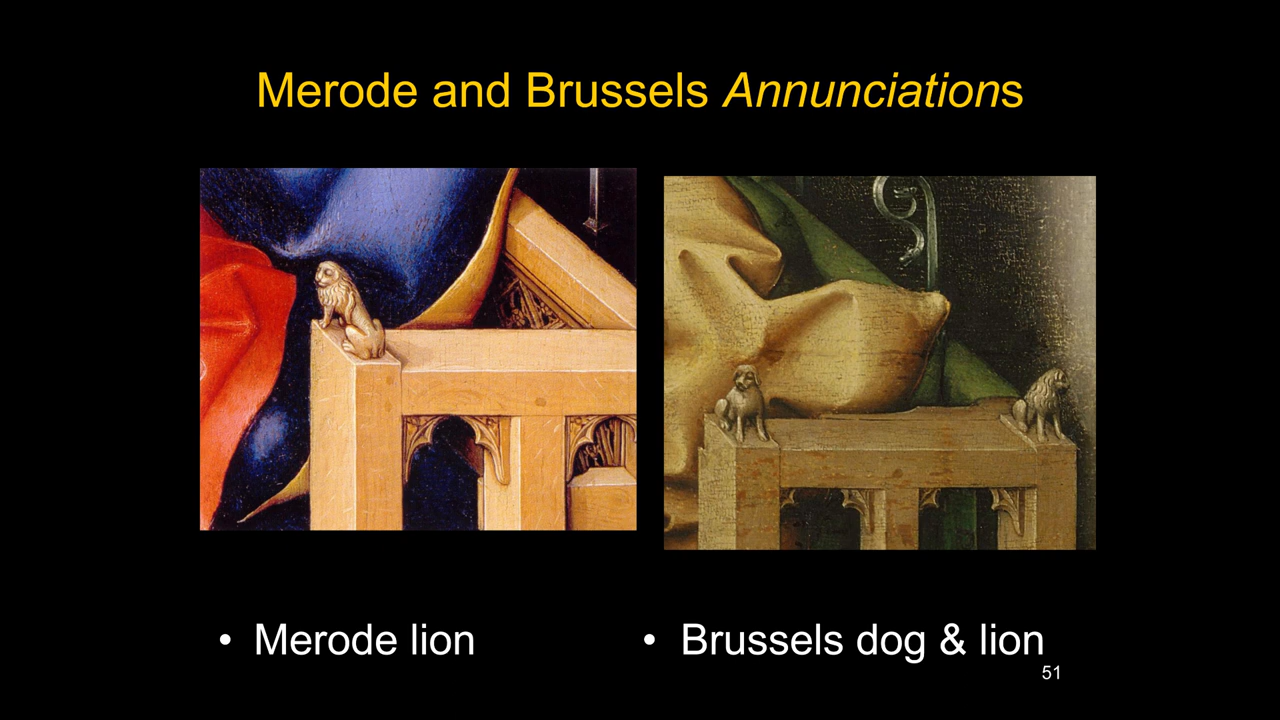 Merode and Brussels Annunciations
• Merode lion
• Brussels dog & lion
51